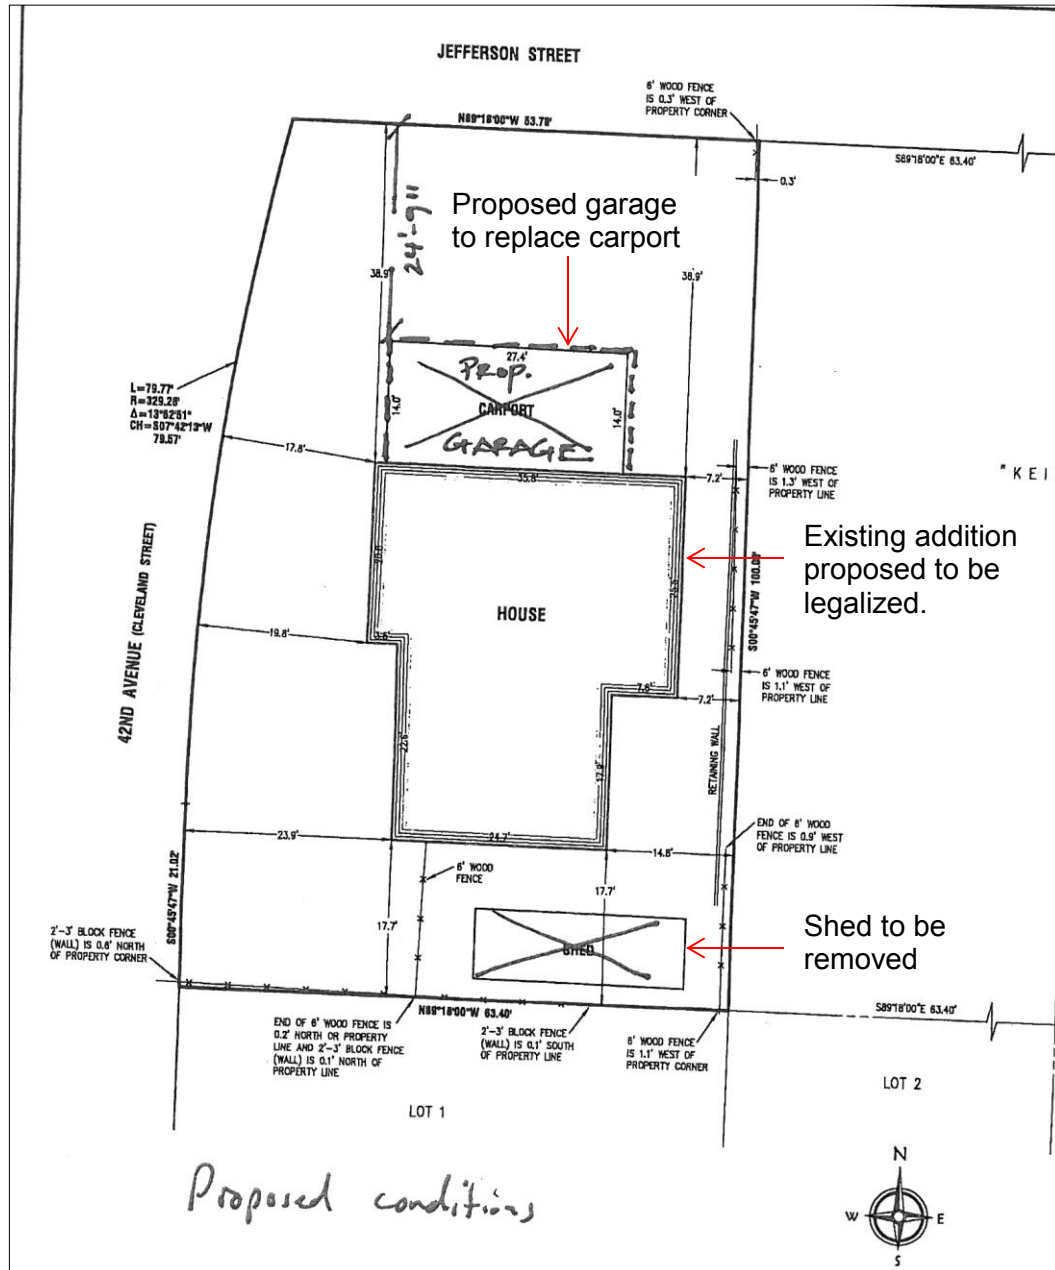 JEFFERSON STREET
6' WOOD FENCE
IS 0.3' WEST OF
PROPERTY CORNER
N89°18'00"W 53.78'
S89°18'00"E 63.40'
0.3'
24'-9"
Proposed garage
to replace carport
38.9'
38.9'
27.4'
PROP.
CARPORT
GARAGE
14.0'
14.0'
L=79.77'
R=329.28'
Δ=13°52'51"
CH=S07°42'13"W
79.57'
17.8'
35.8'
7.2'
6' WOOD FENCE
IS 1.3' WEST OF
PROPERTY LINE
"KEI
Existing addition
proposed to be
legalized.
S00°45'47"W 100.00'
HOUSE
42ND AVENUE (CLEVELAND STREET)
19.8'
3.6'
7.8'
7.2'
6' WOOD FENCE
IS 1.1' WEST OF
PROPERTY LINE
RETAINING WALL
22.6'
17.9'
23.9'
24.7'
14.8'
END OF 6' WOOD
FENCE IS 0.9' WEST
OF PROPERTY LINE
6' WOOD
FENCE
S00°45'47"W 21.02'
17.7'
17.7'
SHED
Shed to be
removed
2'-3' BLOCK FENCE
(WALL) IS 0.6' NORTH
OF PROPERTY CORNER
N89°18'00"W 63.40'
S89°18'00"E 63.40'
END OF 6' WOOD FENCE IS
0.2' NORTH OR PROPERTY
LINE AND 2'-3' BLOCK FENCE
(WALL) IS 0.1' NORTH OF
PROPERTY LINE
2'-3' BLOCK FENCE
(WALL) IS 0.1' SOUTH
OF PROPERTY LINE
6' WOOD FENCE
IS 1.1' WEST OF
PROPERTY CORNER
LOT 1
LOT 2
Proposed conditions
N
W
E
S